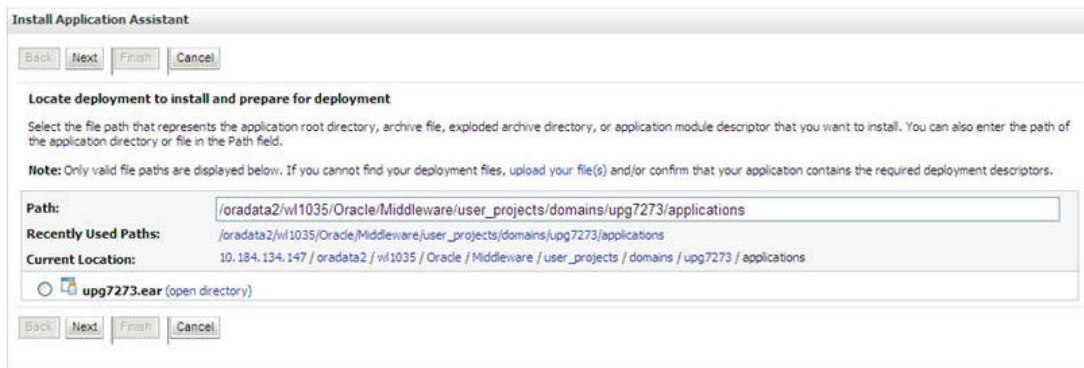 Install Application Assistant
Back Next Finish Cancel
Locate deployment to install and prepare for deployment
Select the file path that represents the application root directory, archive file, exploded archive directory, or application module descriptor that you want to install. You can also enter the path of
the application directory or file in the Path field.
Note: Only valid file paths are displayed below. If you cannot find your deployment files, upload your file(s) and/or confirm that your application contains the required deployment descriptors.
Path: /oradata2/wl1035/Oracle/Middleware/user_projects/domains/upg7273/applications
Recently Used Paths: /oradata2/wl1035/Oracle/Middleware/user_projects/domains/upg7273/applications
Current Location: 10.184.134.147 / oradata2 / wl1035 / Oracle / Middleware / user_projects / domains / upg7273 / applications
upg7273.ear (open directory)
Back Next Finish Cancel